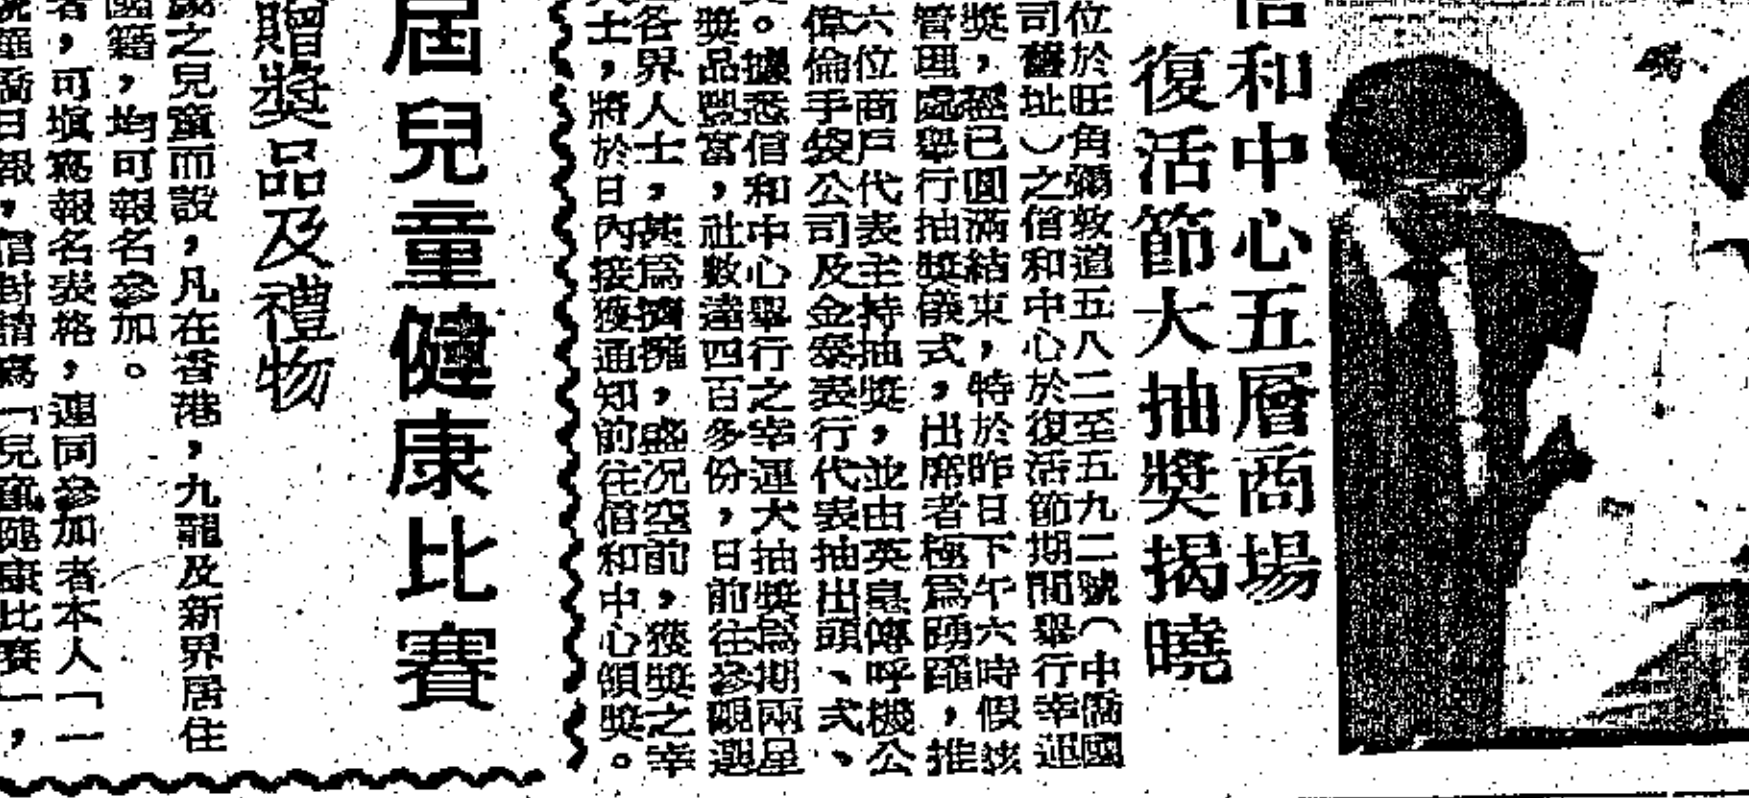 信和中心五層商場
復活節大抽獎揭曉
位於旺角彌敦道五八二至五九二號（中僑國
司舊址）之信和中心於復活節期間舉行幸运
獎，經已圓滿結束，特於昨日下午六時假該
管理處舉行抽獎儀式，出席者極爲踴躍，推
六位商戶代表主持抽獎，並由英皇傳呼機公
偉倫手袋公司及金泰表行代表抽出頭、弍、
。據悉信和中心舉行之幸運大抽獎爲期兩星
獎品豐富，社數達四百多份，日前往參觀選
各界人士，甚爲擠擁，盛况空前，獲獎之幸
士，將於日內接獲通知前往信和中心領獎。
屆兒童健康比賽
贈獎品及禮物
之兒童而設，凡在香港，九龍及新界居住
國籍，均可報名參加。
者，可塡寫報名表格，連同參加者本人「一
日報，信封請寫「兒童健康比賽」，